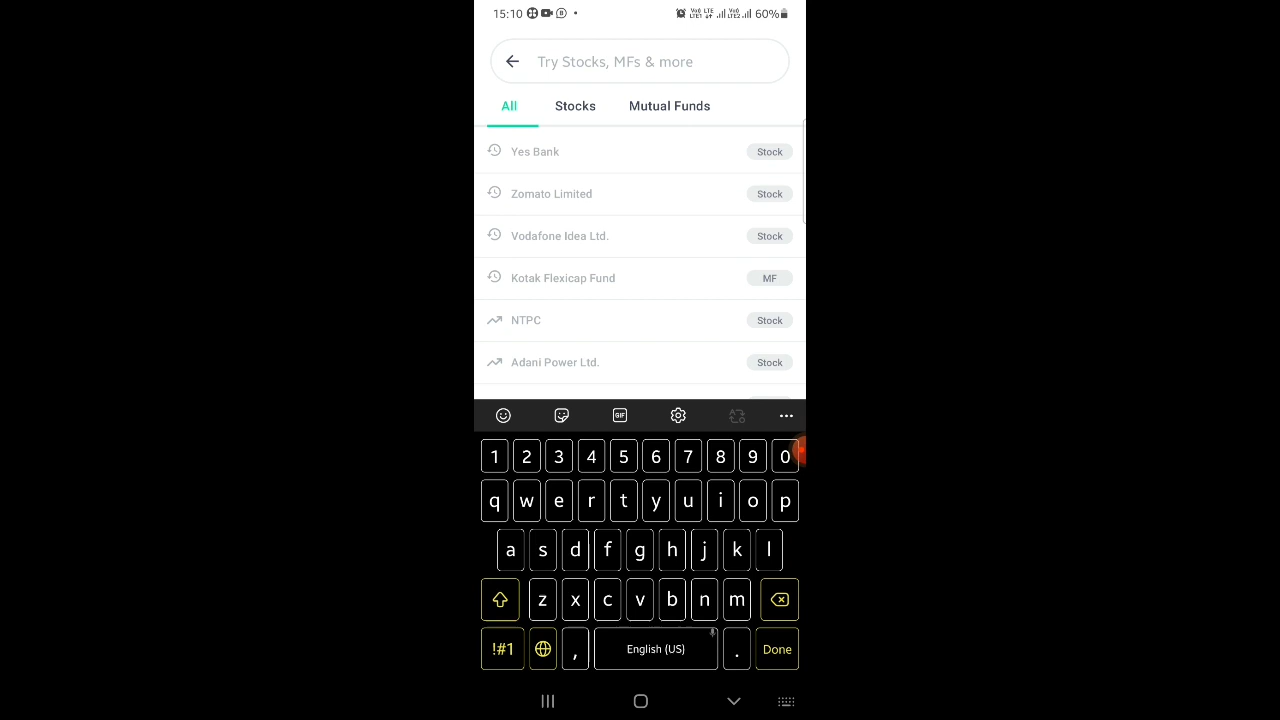 15:10 60%
Try Stocks, MFs & more
All Stocks Mutual Funds
Yes Bank Stock
Zomato Limited Stock
Vodafone Idea Ltd. Stock
Kotak Flexicap Fund MF
NTPC Stock
Adani Power Ltd. Stock
GIF
1 2 3 4 5 6 7 8 9 0
q w e r t y u i o p
a s d f g h j k l
z x c v b n m
!#1 , English (US) . Done